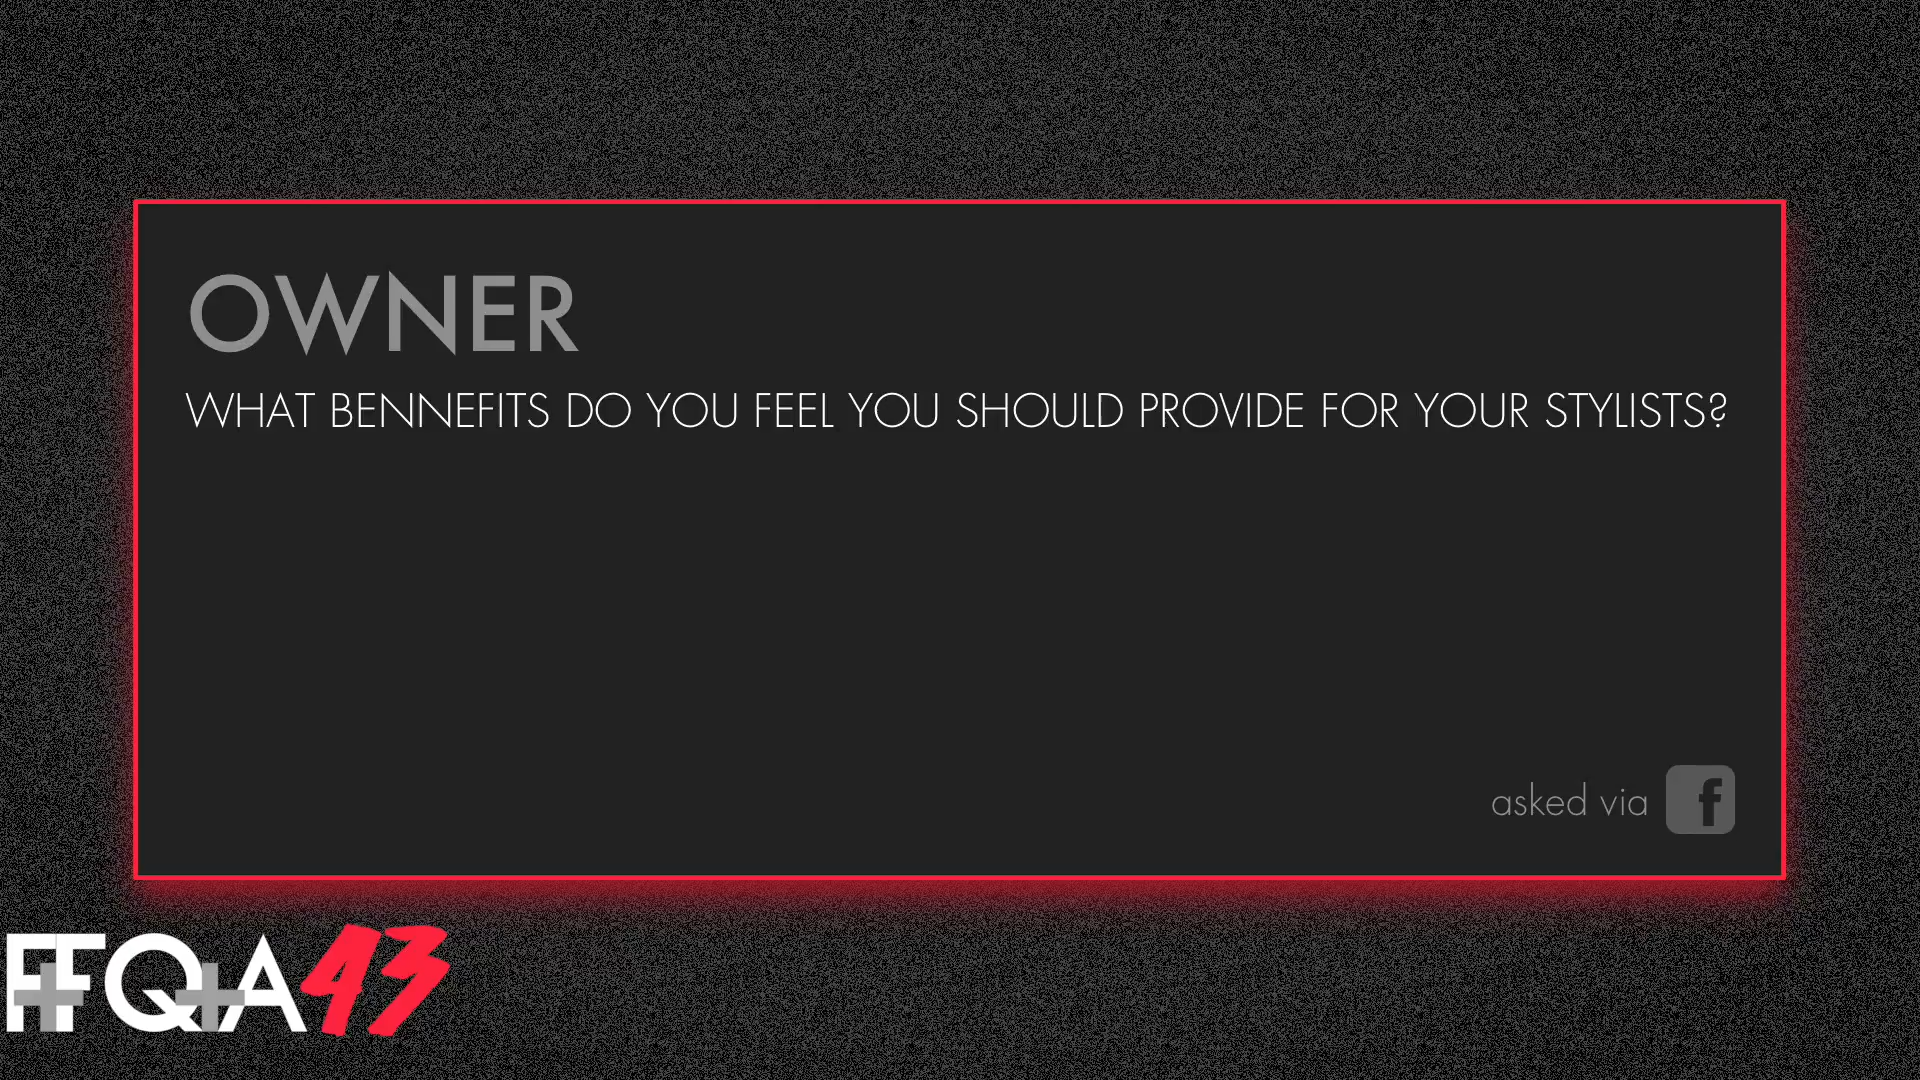 OWNER
WHAT BENNEFITS DO YOU FEEL YOU SHOULD PROVIDE FOR YOUR STYLISTS?
asked via f
FFQ+A43